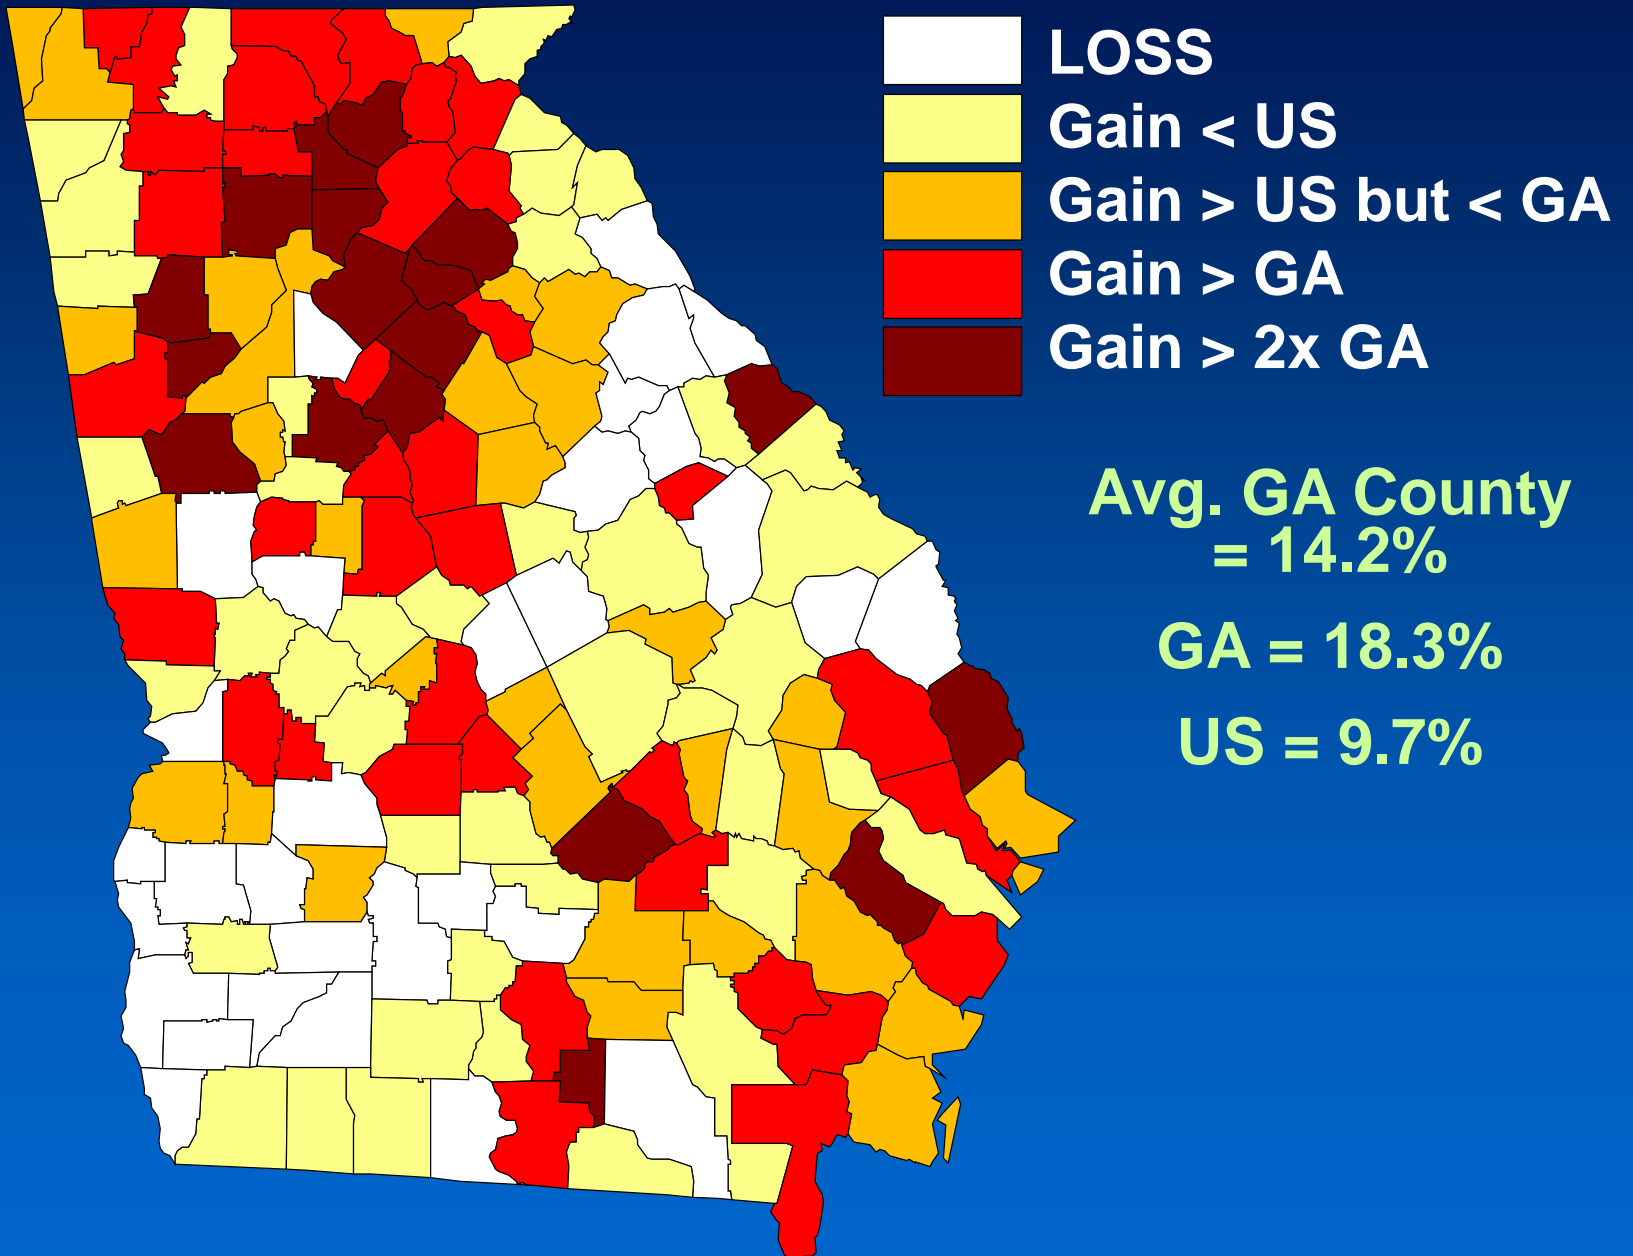 LOSS
Gain < US
Gain > US but < GA
Gain > GA
Gain > 2x GA
Avg. GA County
= 14.2%
GA = 18.3%
US = 9.7%